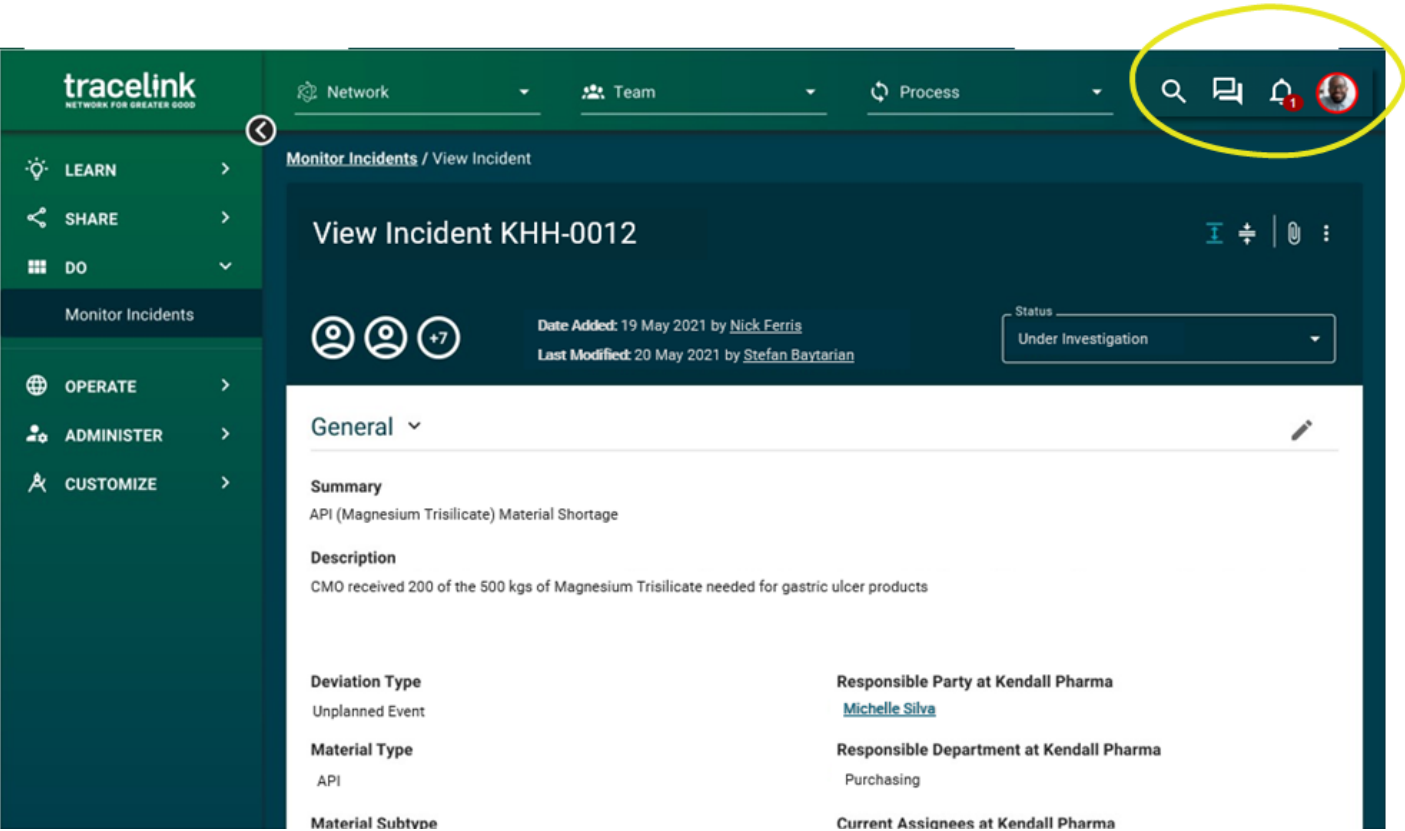 tracelink
NETWORK FOR GREATER GOOD
Network
Team
Process
1
LEARN
SHARE
DO
Monitor Incidents
OPERATE
ADMINISTER
CUSTOMIZE
Monitor Incidents / View Incident
View Incident KHH-0012
+7
Date Added: 19 May 2021 by Nick Ferris
Last Modified: 20 May 2021 by Stefan Baytarian
Status
Under Investigation
General
Summary
API (Magnesium Trisilicate) Material Shortage
Description
CMO received 200 of the 500 kgs of Magnesium Trisilicate needed for gastric ulcer products
Deviation Type
Unplanned Event
Responsible Party at Kendall Pharma
Michelle Silva
Material Type
API
Responsible Department at Kendall Pharma
Purchasing
Material Subtype
Current Assignees at Kendall Pharma